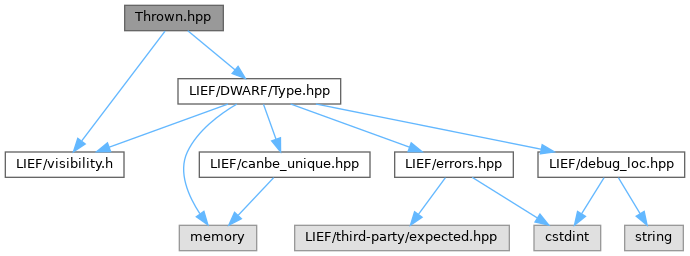 Thrown.hpp
LIEF/DWARF/Type.hpp
LIEF/visibility.h
LIEF/canbe_unique.hpp
LIEF/errors.hpp
LIEF/debug_loc.hpp
memory
LIEF/third-party/expected.hpp
cstdint
string